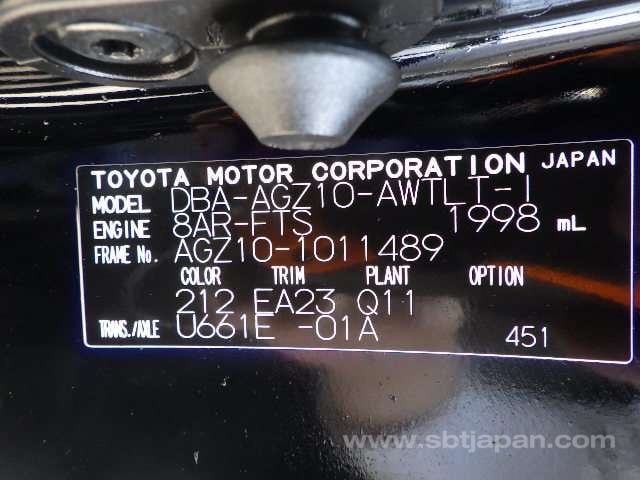 TOYOTA MOTOR CORPORATION JAPAN
MODEL DBA-AGZ10-AWTLT-I
ENGINE 8AR-FTS 1998 mL
FRAME No. AGZ10-1011489
COLOR TRIM PLANT OPTION
212 EA23 Q11
TRANS./AXLE U661E -01A 451
www.sbtjapan.com